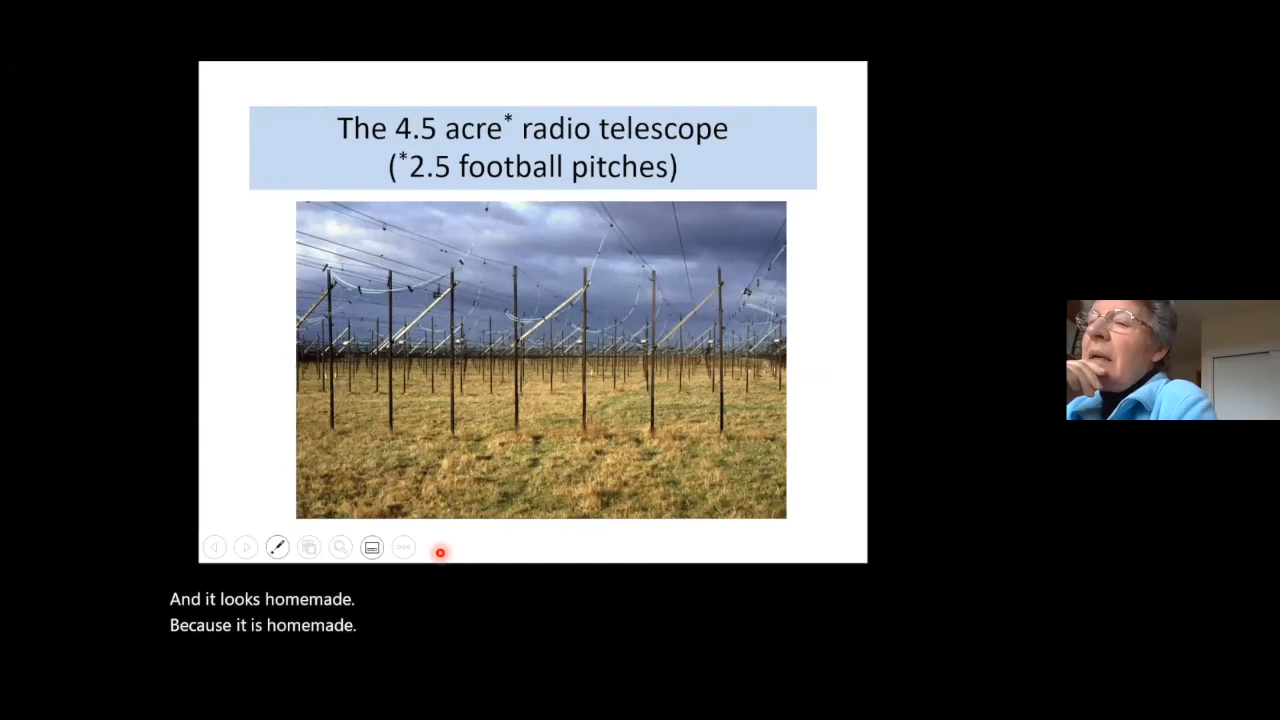 The 4.5 acre* radio telescope
(*2.5 football pitches)
And it looks homemade.
Because it is homemade.